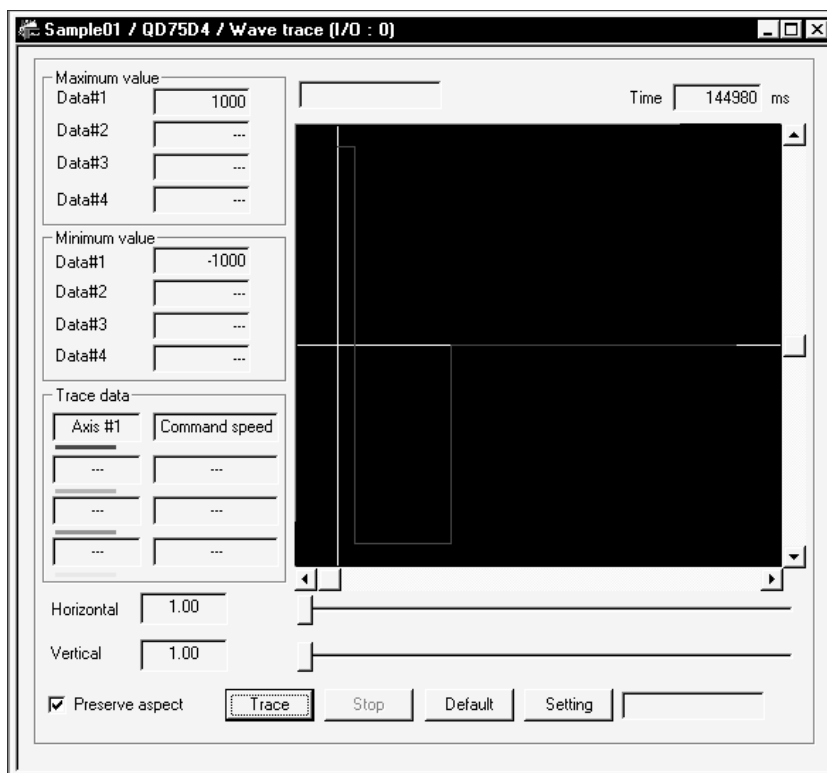 Sample01 / QD75D4 / Wave trace (I/O : 0)
Maximum value
Data#1 1000
Data#2 ---
Data#3 ---
Data#4 ---
Time 144980 ms
Minimum value
Data#1 -1000
Data#2 ---
Data#3 ---
Data#4 ---
Trace data
Axis #1 Command speed
--- ---
--- ---
--- ---
Horizontal 1.00
Vertical 1.00
Preserve aspect Trace Stop Default Setting